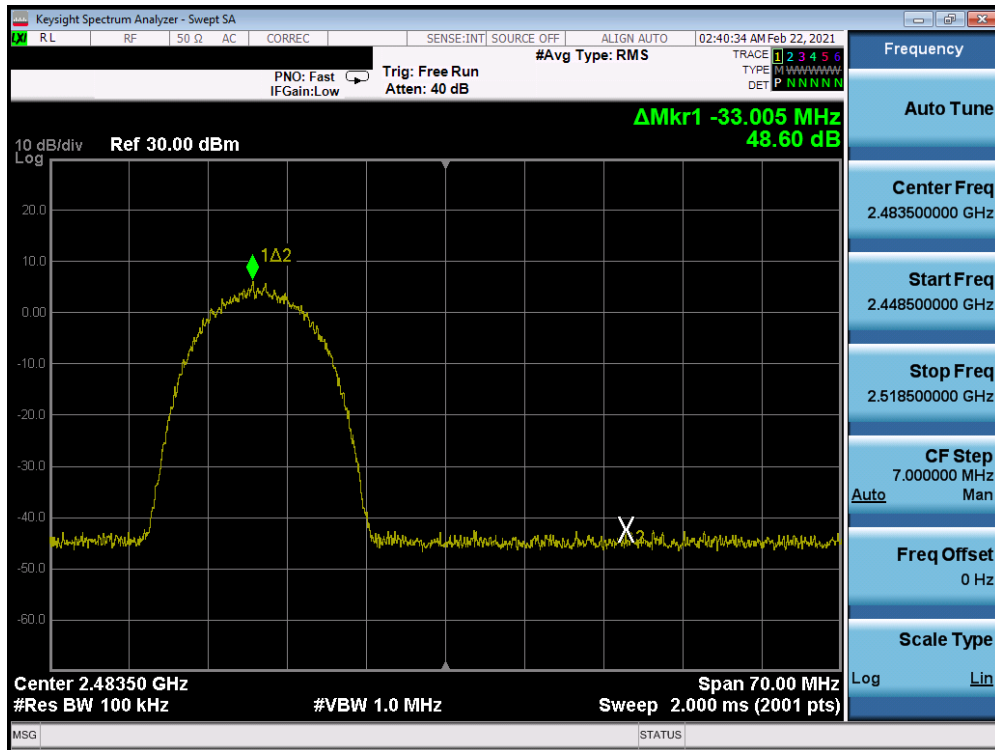 Keysight Spectrum Analyzer - Swept SA
LXI RL RF 50 Ω AC CORREC SENSE:INT SOURCE OFF ALIGN AUTO 02:40:34 AM Feb 22, 2021
#Avg Type: RMS
TRACE 1 2 3 4 5 6
PNO: Fast Trig: Free Run
TYPE M W W W W W
IFGain:Low Atten: 40 dB
DET P N N N N N
ΔMkr1 -33.005 MHz
48.60 dB
10 dB/div Ref 30.00 dBm
Log
20.0
10.0
0.00
-10.0
-20.0
-30.0
-40.0
-50.0
-60.0
1Δ2
X2
Center 2.48350 GHz Span 70.00 MHz
#Res BW 100 kHz #VBW 1.0 MHz Sweep 2.000 ms (2001 pts)
MSG STATUS
Frequency
Auto Tune
Center Freq
2.483500000 GHz
Start Freq
2.448500000 GHz
Stop Freq
2.518500000 GHz
CF Step
7.000000 MHz
Auto Man
Freq Offset
0 Hz
Scale Type
Log Lin